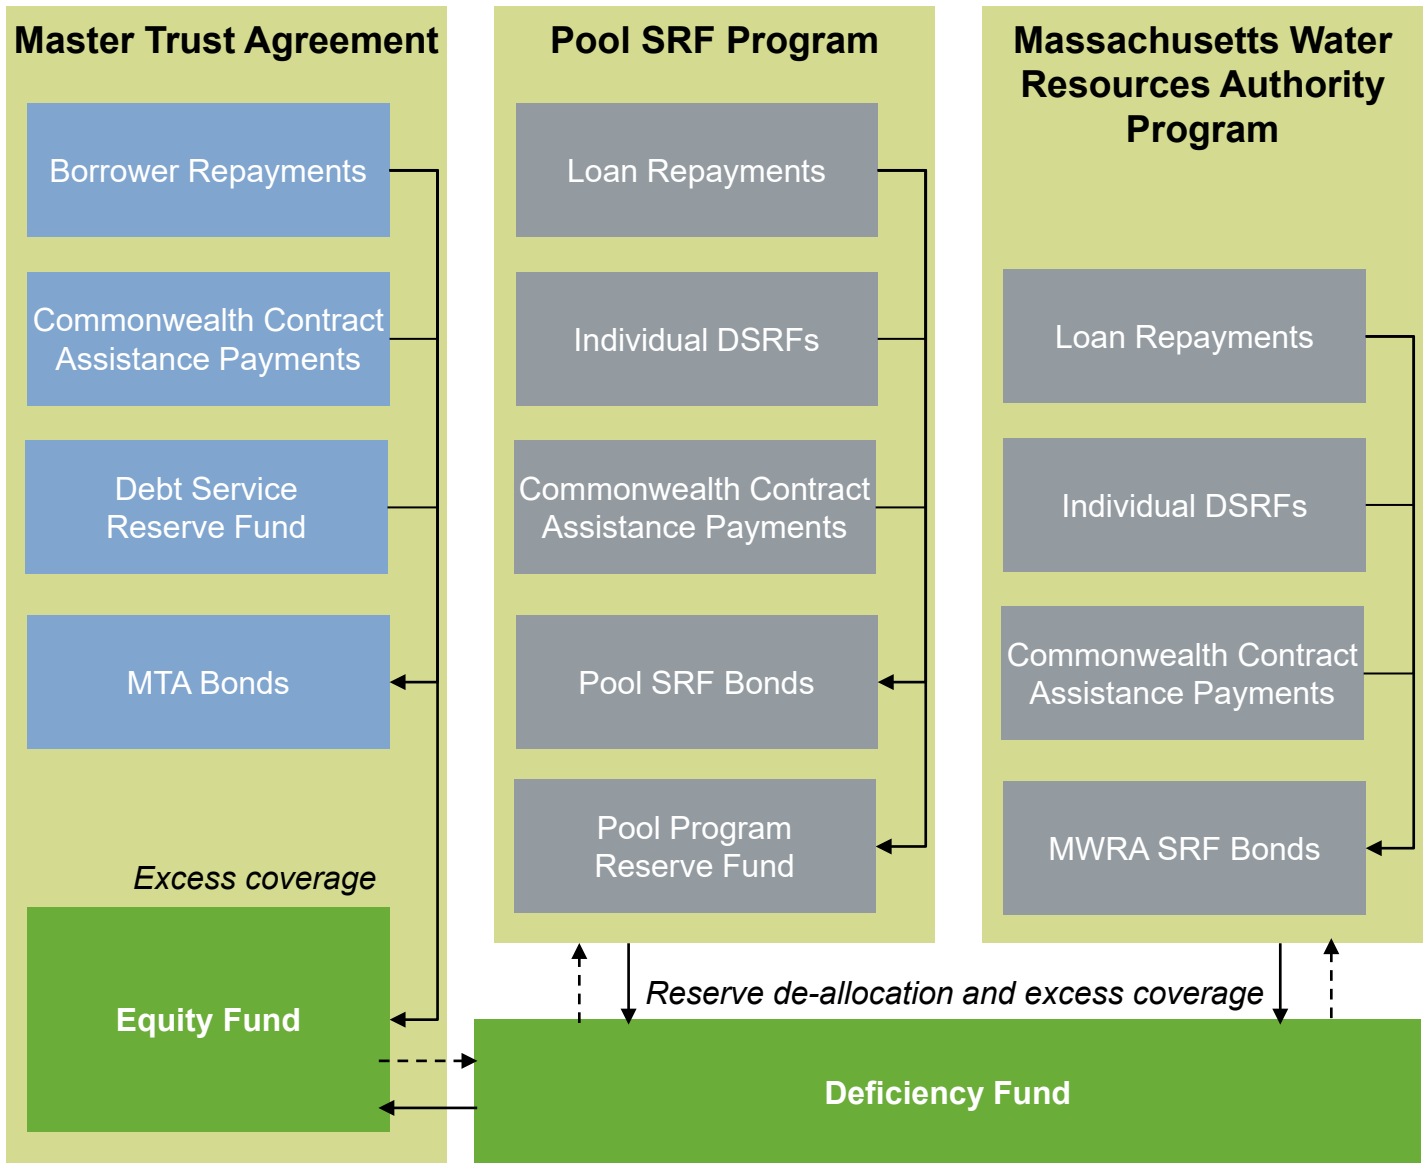 Master Trust Agreement
Borrower Repayments
Commonwealth Contract
Assistance Payments
Debt Service
Reserve Fund
MTA Bonds
Excess coverage
Equity Fund
Pool SRF Program
Loan Repayments
Individual DSRFs
Commonwealth Contract
Assistance Payments
Pool SRF Bonds
Pool Program
Reserve Fund
Massachusetts Water
Resources Authority
Program
Loan Repayments
Individual DSRFs
Commonwealth Contract
Assistance Payments
MWRA SRF Bonds
Reserve de-allocation and excess coverage
Deficiency Fund